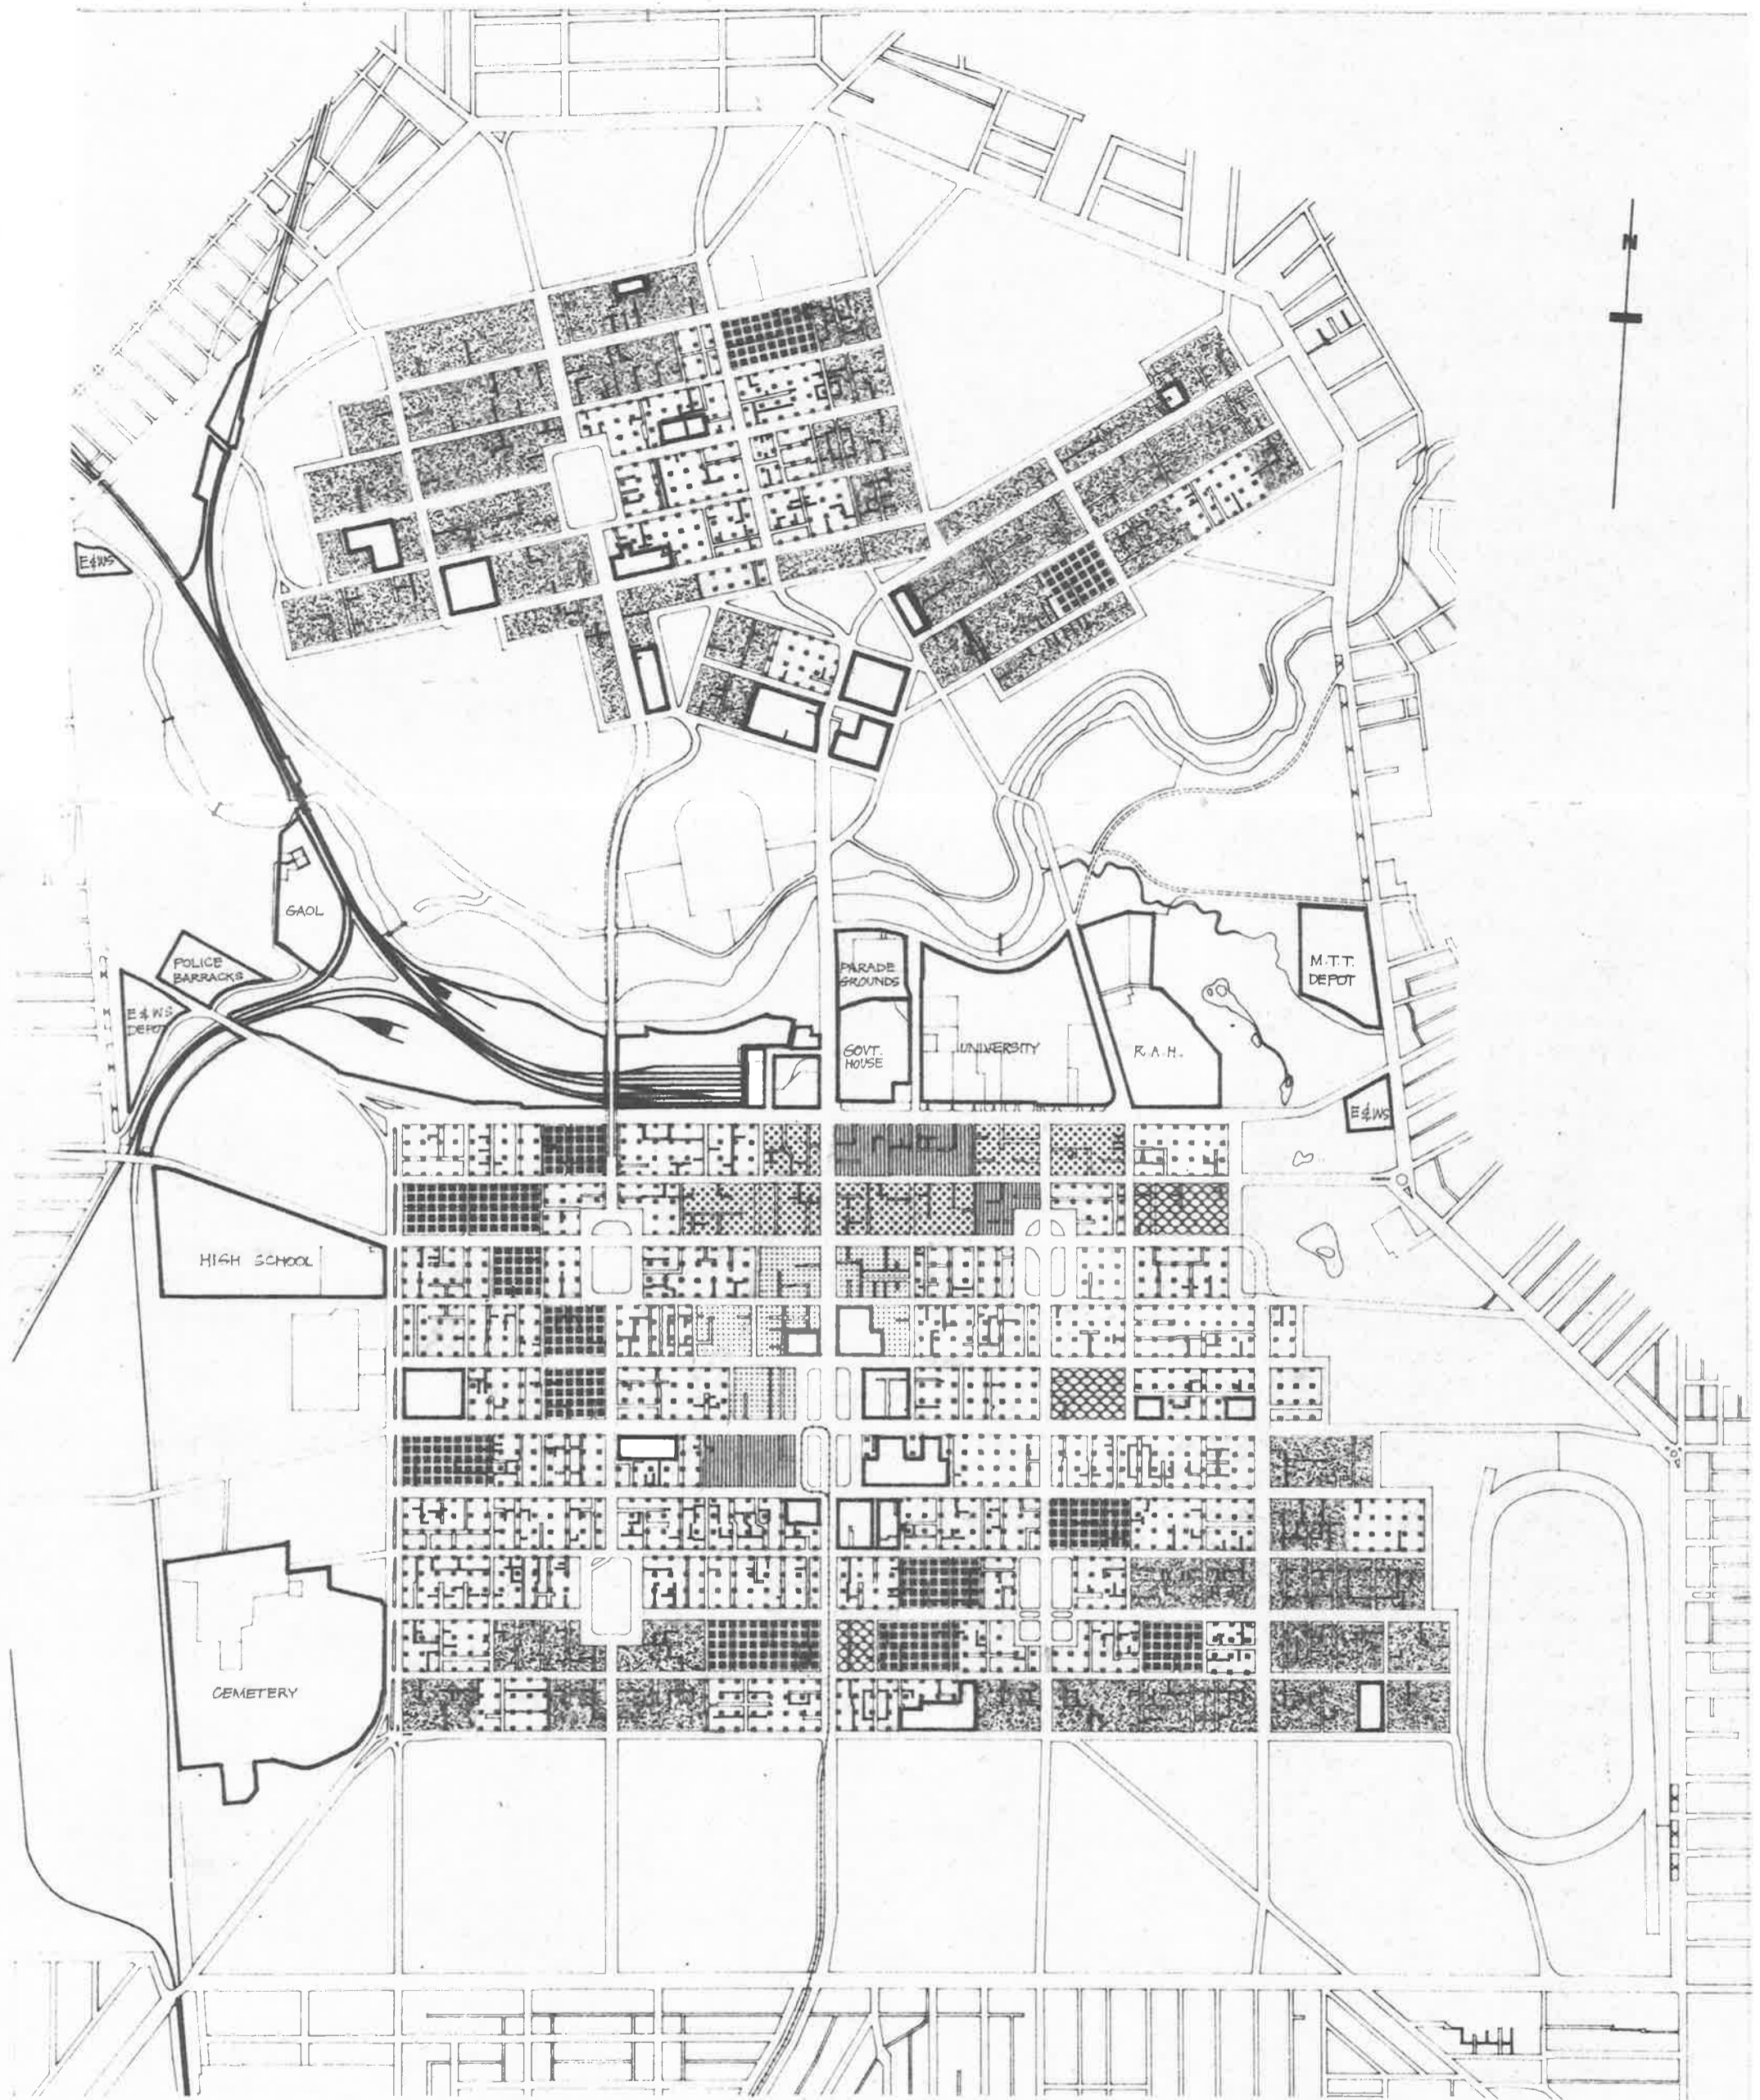 N
E&WS
GAOL
POLICE
BARRACKS
E & WS
DEPOT
PARADE
GROUNDS
GOVT.
HOUSE
UNIVERSITY
R.A.H.
M.T.T.
DEPOT
E&WS
HIGH SCHOOL
CEMETERY